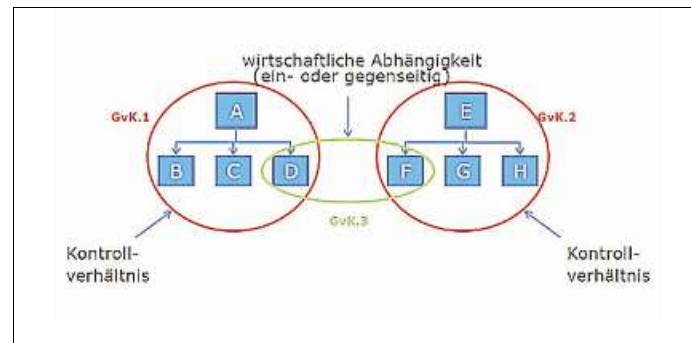 wirtschaftliche Abhängigkeit
(ein- oder gegenseitig)
GvK.1
A
E
GvK.2
B
C
D
F
G
H
GvK.3
Kontroll-
verhältnis
Kontroll-
verhältnis